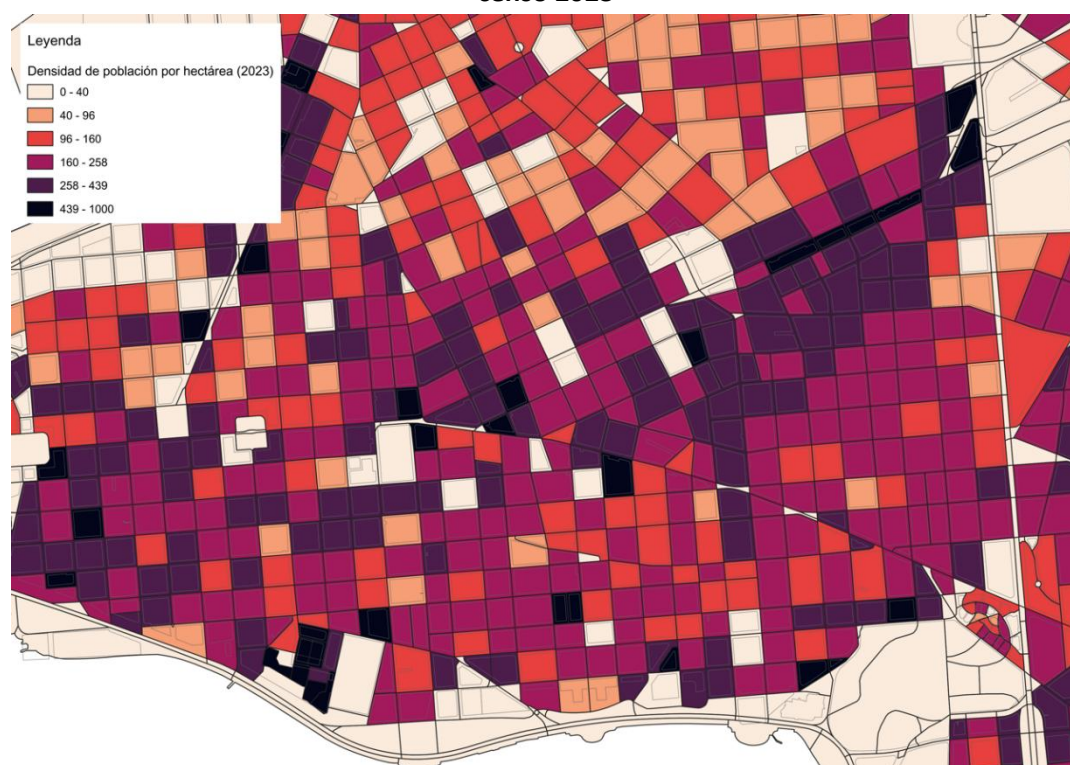 Leyenda
Densidad de población por hectárea (2023)
0 - 40
40 - 96
96 - 160
160 - 258
258 - 439
439 - 1000